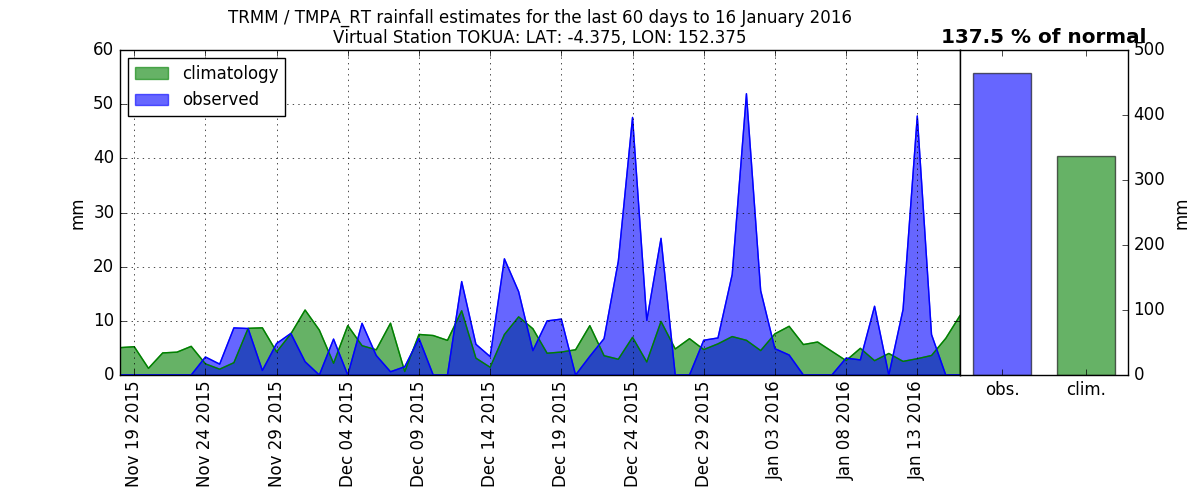 TRMM / TMPA_RT rainfall estimates for the last 60 days to 16 January 2016
Virtual Station TOKUA: LAT: -4.375, LON: 152.375
137.5 % of normal
climatology
observed
mm
60
50
40
30
20
10
0
Nov 19 2015
Nov 24 2015
Nov 29 2015
Dec 04 2015
Dec 09 2015
Dec 14 2015
Dec 19 2015
Dec 24 2015
Dec 29 2015
Jan 03 2016
Jan 08 2016
Jan 13 2016
500
400
300
200
100
0
mm
obs.
clim.